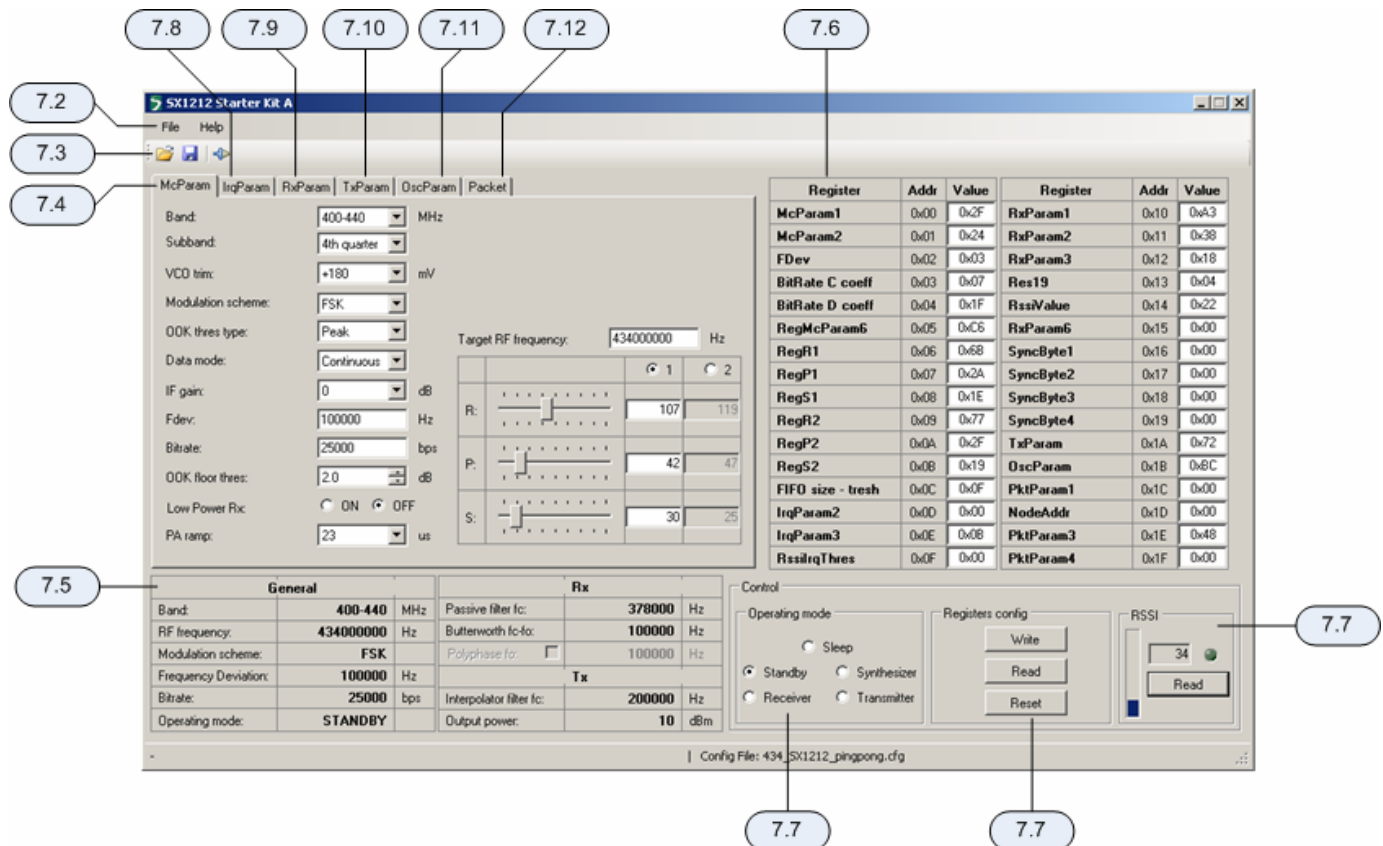 7.8 7.9 7.10 7.11 7.12 7.6
7.2
SX1212 Starter Kit A
File Help
7.3
7.4
McParam IrqParam RxParam TxParam OscParam Packet
Band: 400-440 MHz
Subband: 4th quarter
VCO trim: +180 mV
Modulation scheme: FSK
OOK thres type: Peak
Data mode: Continuous
IF gain: 0 dB
Fdev: 100000 Hz
Bitrate: 25000 bps
OOK floor thres: 2.0 dB
Low Power Rx: ON OFF
PA ramp: 23 us
Target RF frequency: 434000000 Hz
1 2
R: 107 119
P: 42 47
S: 30 25
Register Addr Value Register Addr Value
McParam1 0x00 0x2F RxParam1 0x10 0xA3
McParam2 0x01 0x24 RxParam2 0x11 0x38
FDev 0x02 0x03 RxParam3 0x12 0x18
BitRate C coeff 0x03 0x07 Res19 0x13 0x04
BitRate D coeff 0x04 0x1F RssiValue 0x14 0x22
RegMcParam6 0x05 0xC6 RxParam6 0x15 0x00
RegR1 0x06 0x6B SyncByte1 0x16 0x00
RegP1 0x07 0x2A SyncByte2 0x17 0x00
RegS1 0x08 0x1E SyncByte3 0x18 0x00
RegR2 0x09 0x77 SyncByte4 0x19 0x00
RegP2 0x0A 0x2F TxParam 0x1A 0x72
RegS2 0x0B 0x19 OscParam 0x1B 0xBC
FIFO size - tresh 0x0C 0x0F PktParam1 0x1C 0x00
IrqParam2 0x0D 0x00 NodeAddr 0x1D 0x00
IrqParam3 0x0E 0x0B PktParam3 0x1E 0x48
RssiIrqThres 0x0F 0x00 PktParam4 0x1F 0x00
7.5
General
Band: 400-440 MHz
RF frequency: 434000000 Hz
Modulation scheme: FSK
Frequency Deviation: 100000 Hz
Bitrate: 25000 bps
Operating mode: STANDBY
Rx
Passive filter fc: 378000 Hz
Butterworth fc-fo: 100000 Hz
Polyphase fo: 100000 Hz
Tx
Interpolator filter fc: 200000 Hz
Output power: 10 dBm
Control
Operating mode
Sleep
Standby Synthesizer
Receiver Transmitter
Registers config
Write
Read
Reset
RSSI
34
Read
7.7
- | Config File: 434_SX1212_pingpong.cfg
7.7 7.7